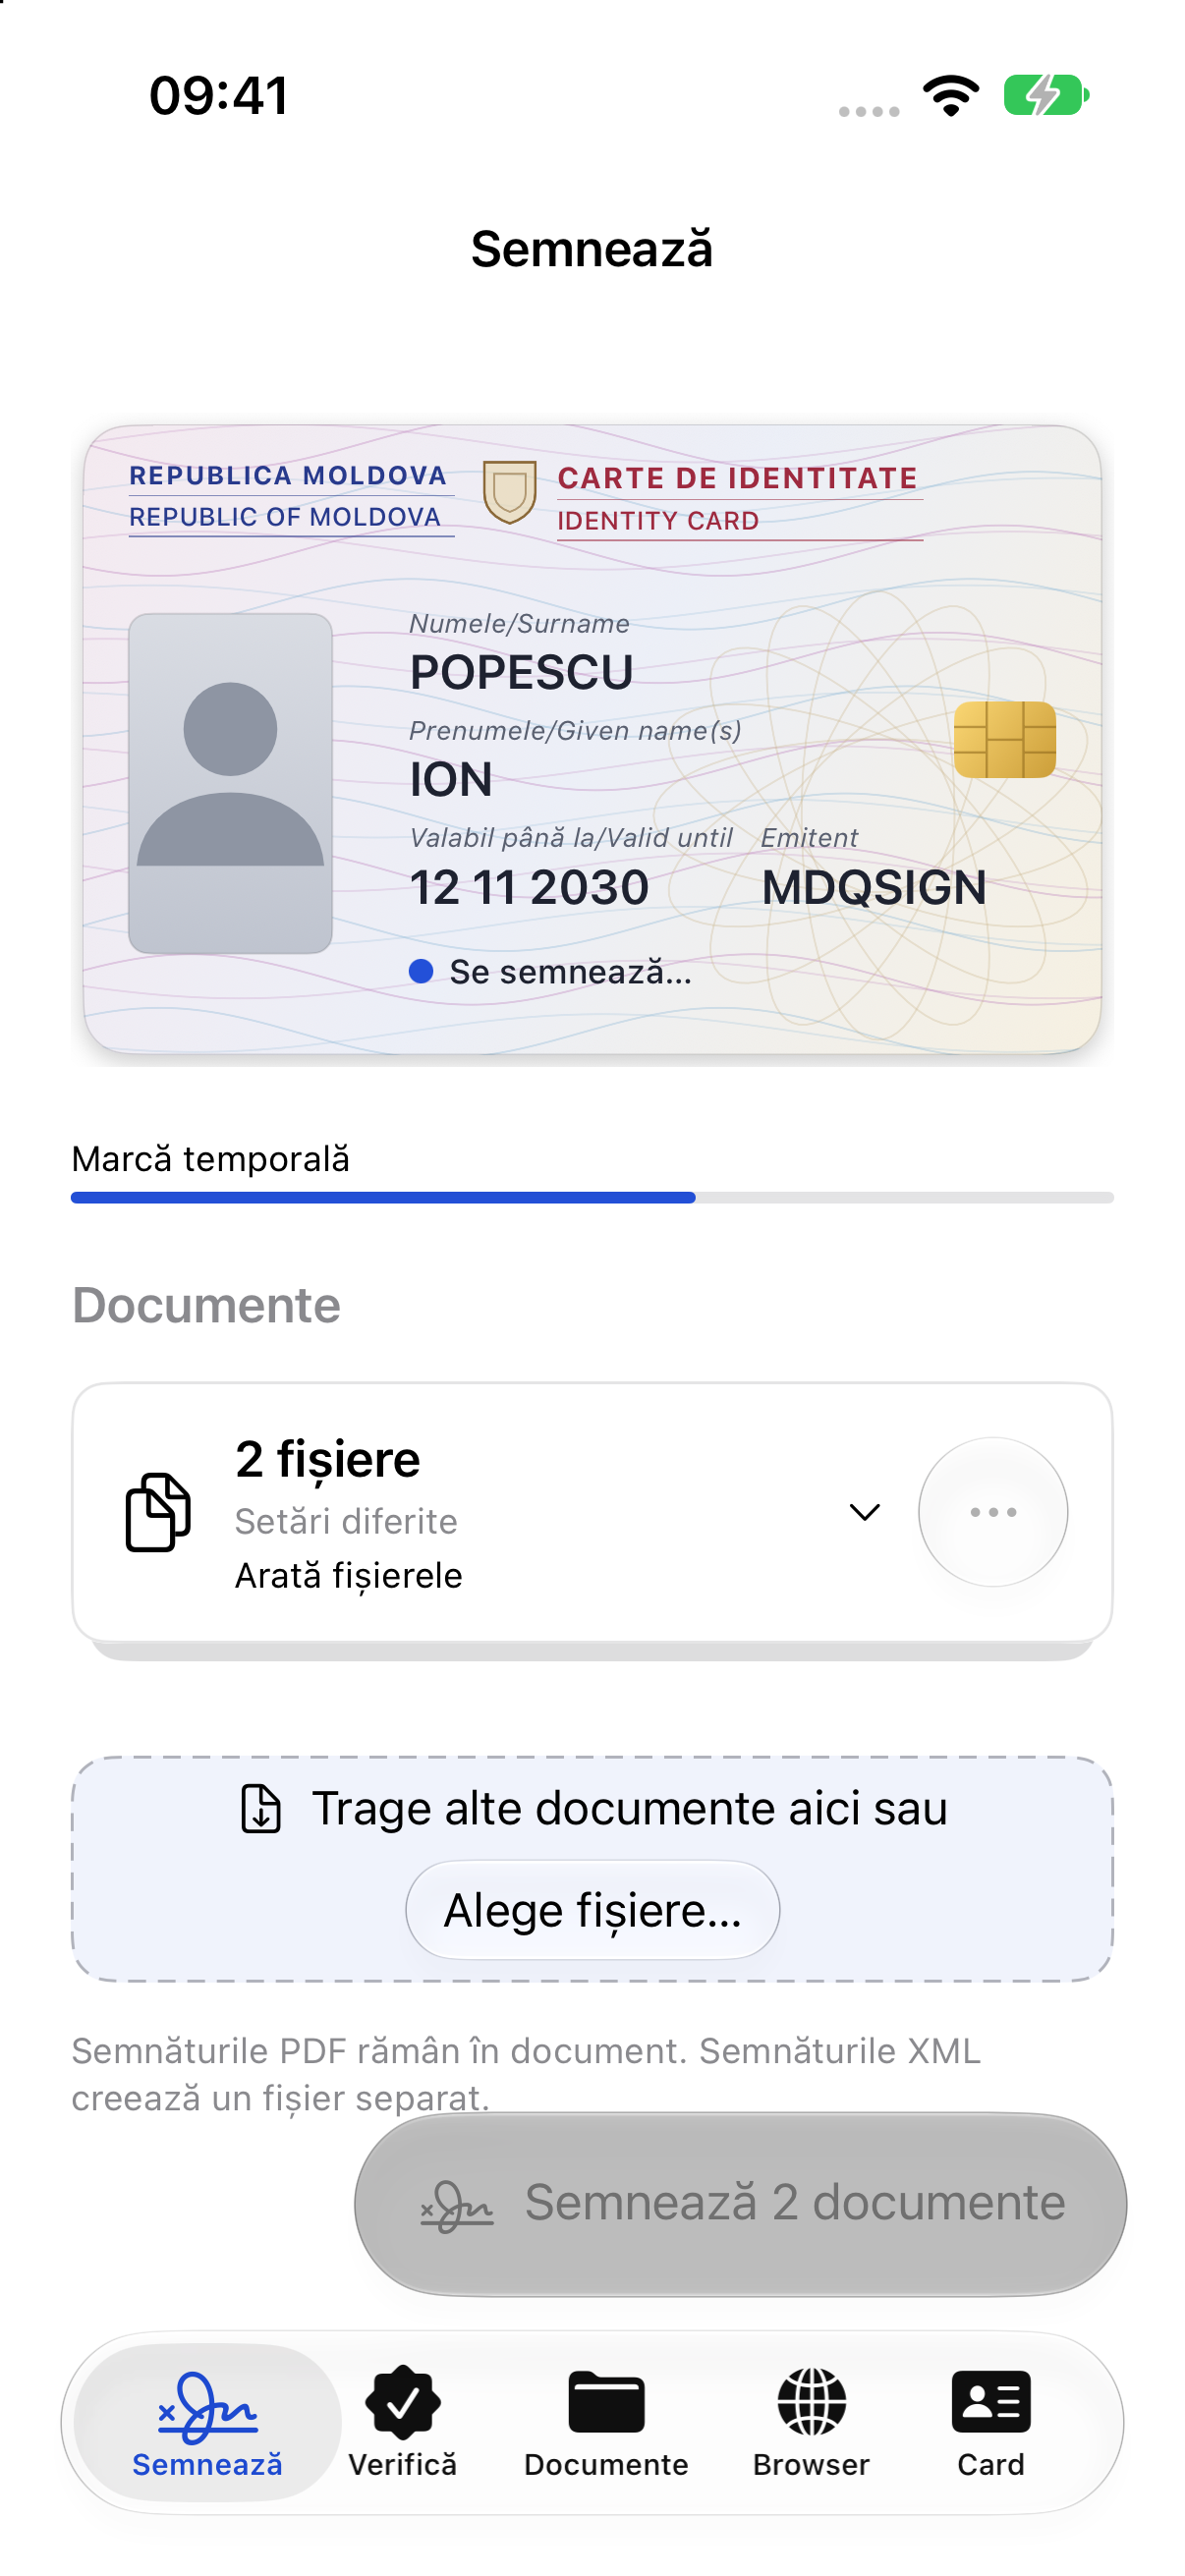 09:41
Semnează
REPUBLICA MOLDOVA
REPUBLIC OF MOLDOVA
CARTE DE IDENTITATE
IDENTITY CARD
Numele/Surname
POPESCU
Prenumele/Given name(s)
ION
Valabil până la/Valid until Emitent
12 11 2030 MDQSIGN
Se semnează...
Marcă temporală
Documente
2 fișiere
Setări diferite
Arată fișierele
Trage alte documente aici sau
Alege fișiere...
Semnăturile PDF rămân în document. Semnăturile XML
creează un fișier separat.
Semnează 2 documente
Semnează Verifică Documente Browser Card